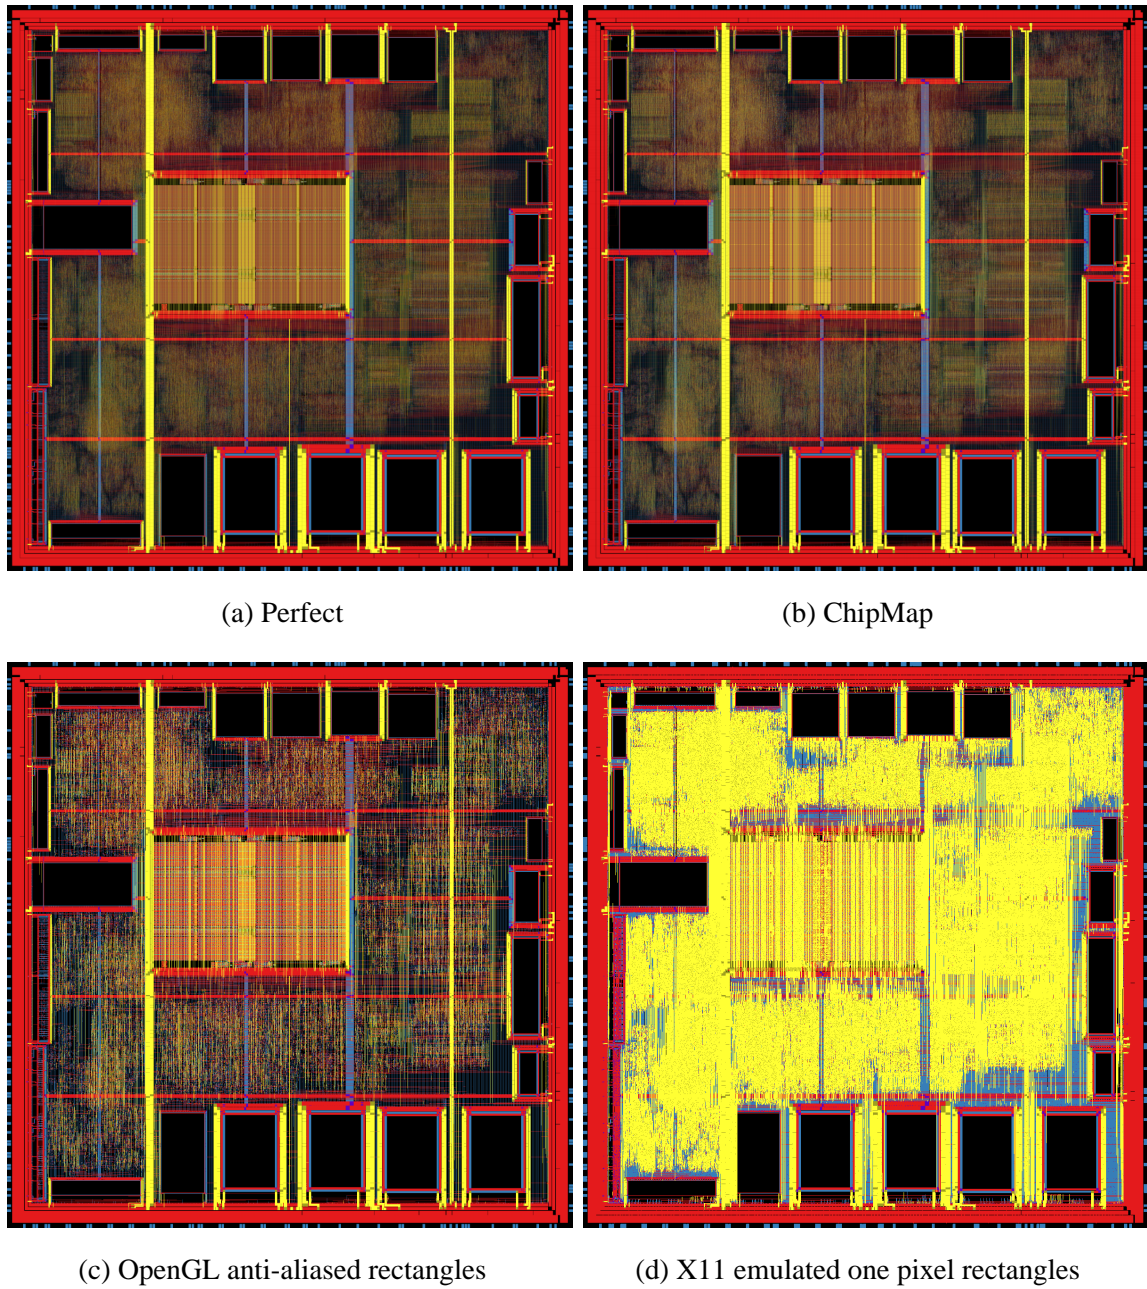 (a) Perfect
(b) ChipMap
(c) OpenGL anti-aliased rectangles
(d) X11 emulated one pixel rectangles